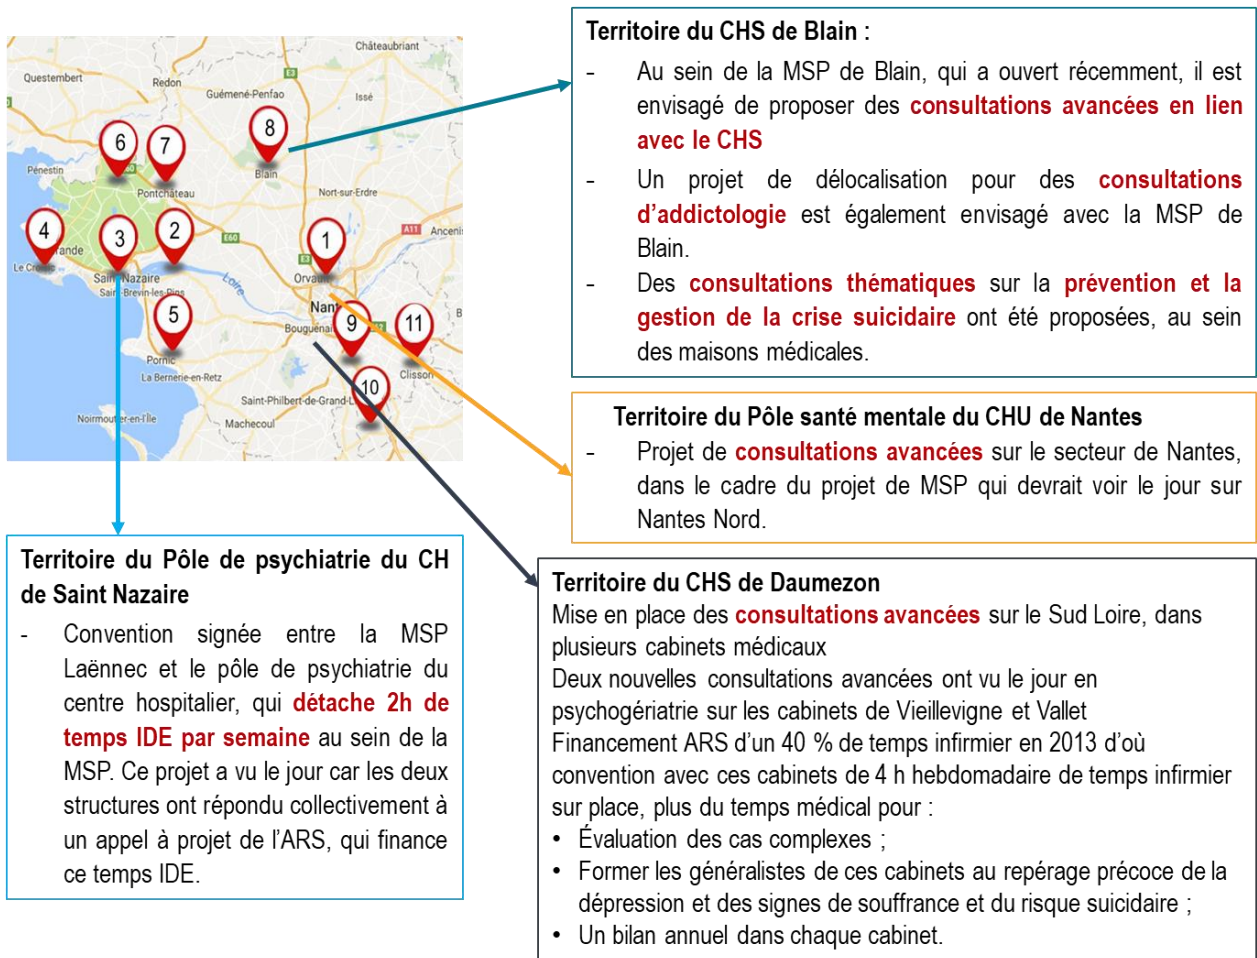 Châteaubriant
Questembert
Redon
E3
Guémené-Penfao
Issé
8
6
7
Pénestin
Blain
Pontchâteau
Nort-sur-Erdre
4
3
2
1
E60
A11
Ancenis
Le Croisic
Saint-Nazaire
Saint-Brevin-les-Pins
Loire
Orvault
5
9
11
Bouguenais
Pornic
La Bernerie-en-Retz
Clisson
10
Saint-Philbert-de-Grand-L
Noirmoutier-en-l'Île
Machecoul
E3
Territoire du CHS de Blain :
- Au sein de la MSP de Blain, qui a ouvert récemment, il est
envisagé de proposer des consultations avancées en lien
avec le CHS
- Un projet de délocalisation pour des consultations
d’addictologie est également envisagé avec la MSP de
Blain.
- Des consultations thématiques sur la prévention et la
gestion de la crise suicidaire ont été proposées, au sein
des maisons médicales.
Territoire du Pôle santé mentale du CHU de Nantes
- Projet de consultations avancées sur le secteur de Nantes,
dans le cadre du projet de MSP qui devrait voir le jour sur
Nantes Nord.
Territoire du Pôle de psychiatrie du CH
de Saint Nazaire
- Convention signée entre la MSP
Laënnec et le pôle de psychiatrie du
centre hospitalier, qui détache 2h de
temps IDE par semaine au sein de la
MSP. Ce projet a vu le jour car les deux
structures ont répondu collectivement à
un appel à projet de l’ARS, qui finance
ce temps IDE.
Territoire du CHS de Daumezon
Mise en place des consultations avancées sur le Sud Loire, dans
plusieurs cabinets médicaux
Deux nouvelles consultations avancées ont vu le jour en
psychogériatrie sur les cabinets de Vieillevigne et Vallet
Financement ARS d’un 40 % de temps infirmier en 2013 d’où
convention avec ces cabinets de 4 h hebdomadaire de temps infirmier
sur place, plus du temps médical pour :
• Évaluation des cas complexes ;
• Former les généralistes de ces cabinets au repérage précoce de la
dépression et des signes de souffrance et du risque suicidaire ;
• Un bilan annuel dans chaque cabinet.